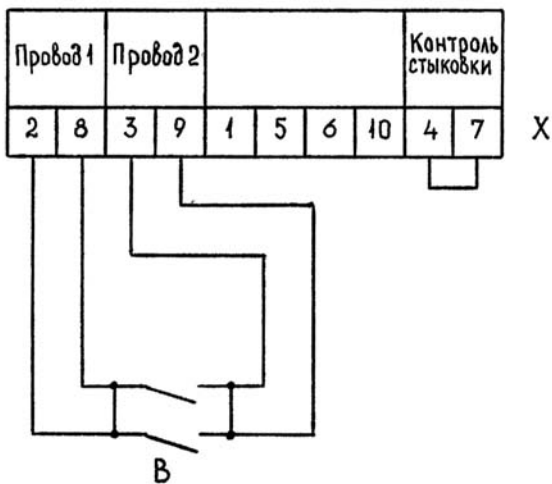 Провод 1 Провод 2 Контроль
стыковки
2 8 3 9 1 5 6 10 4 7 X
В